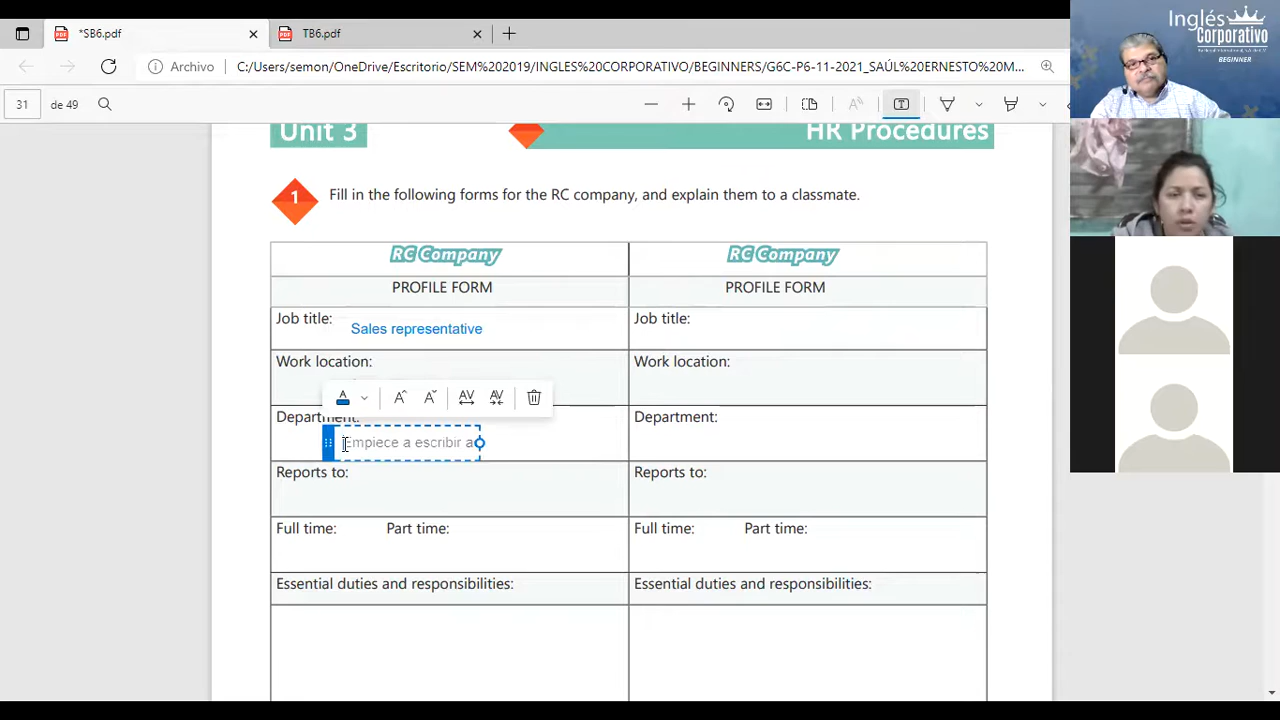 *SB6.pdf
TB6.pdf
Archivo
C:/Users/semon/OneDrive/Escritorio/SEM%202018/INGLES%20CORPORATIVO/BEGINNERS/G6C-P6-11-2021_SAÚL%20ERNESTO%20M...
31 de 49
Unit 3
HR Procedures
1
Fill in the following forms for the RC company, and explain them to a classmate.
RC Company
RC Company
PROFILE FORM
PROFILE FORM
Job title: Sales representative
Job title:
Work location:
Work location:
Department:
Empiece a escribir a
Department:
Reports to:
Reports to:
Full time: Part time:
Full time: Part time:
Essential duties and responsibilities:
Essential duties and responsibilities:
Inglés
Corporativo
BEGINNER